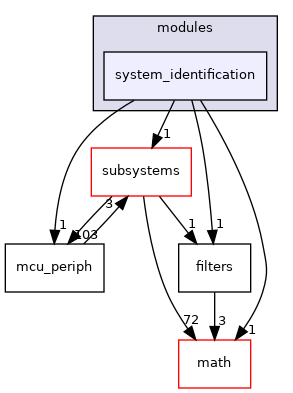 modules
system_identification
1
subsystems
1
3
103
1
1
mcu_periph
filters
72
3
1
math